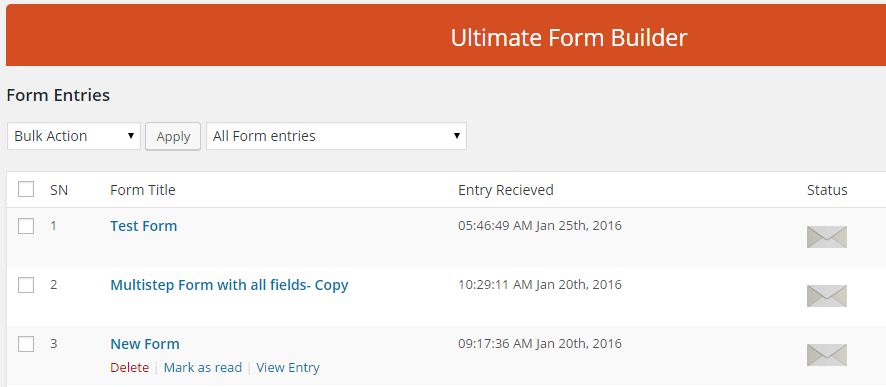 Ultimate Form Builder
Form Entries
Bulk Action Apply All Form entries
SN Form Title Entry Recieved Status
1 Test Form 05:46:49 AM Jan 25th, 2016
2 Multistep Form with all fields- Copy 10:29:11 AM Jan 20th, 2016
3 New Form 09:17:36 AM Jan 20th, 2016
Delete | Mark as read | View Entry